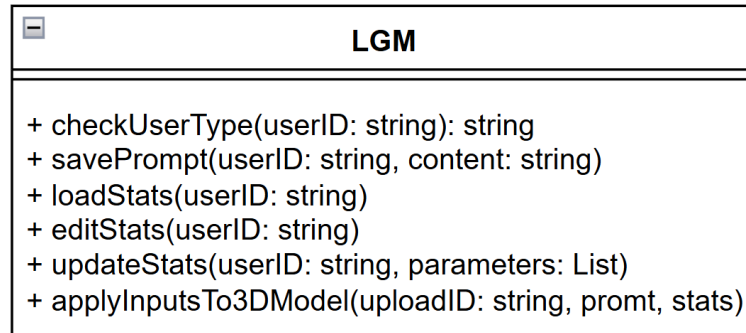 LGM
+ checkUserType(userID: string): string
+ savePrompt(userID: string, content: string)
+ loadStats(userID: string)
+ editStats(userID: string)
+ updateStats(userID: string, parameters: List)
+ applyInputsTo3DModel(uploadID: string, promt, stats)